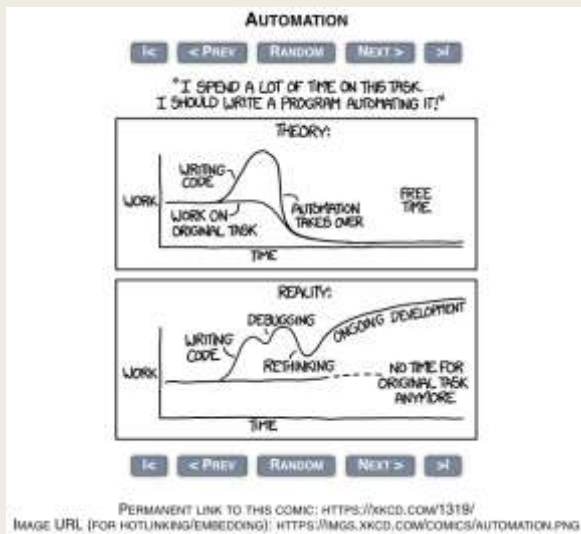 AUTOMATION
|< < PREV RANDOM NEXT > >|
"I SPEND A LOT OF TIME ON THIS TASK.
I SHOULD WRITE A PROGRAM AUTOMATING IT!"
THEORY:
WRITING
CODE
WORK
WORK ON
ORIGINAL TASK
AUTOMATION
TAKES OVER
FREE
TIME
TIME
REALITY:
WRITING
CODE
DEBUGGING
RETHINKING
ONGOING DEVELOPMENT
WORK
NO TIME FOR
ORIGINAL TASK
ANYMORE
TIME
|< < PREV RANDOM NEXT > >|
PERMANENT LINK TO THIS COMIC: HTTPS://XKCD.COM/1319/
IMAGE URL (FOR HOTLINKING/EMBEDDING): HTTPS://IMGS.XKCD.COM/COMICS/AUTOMATION.PNG